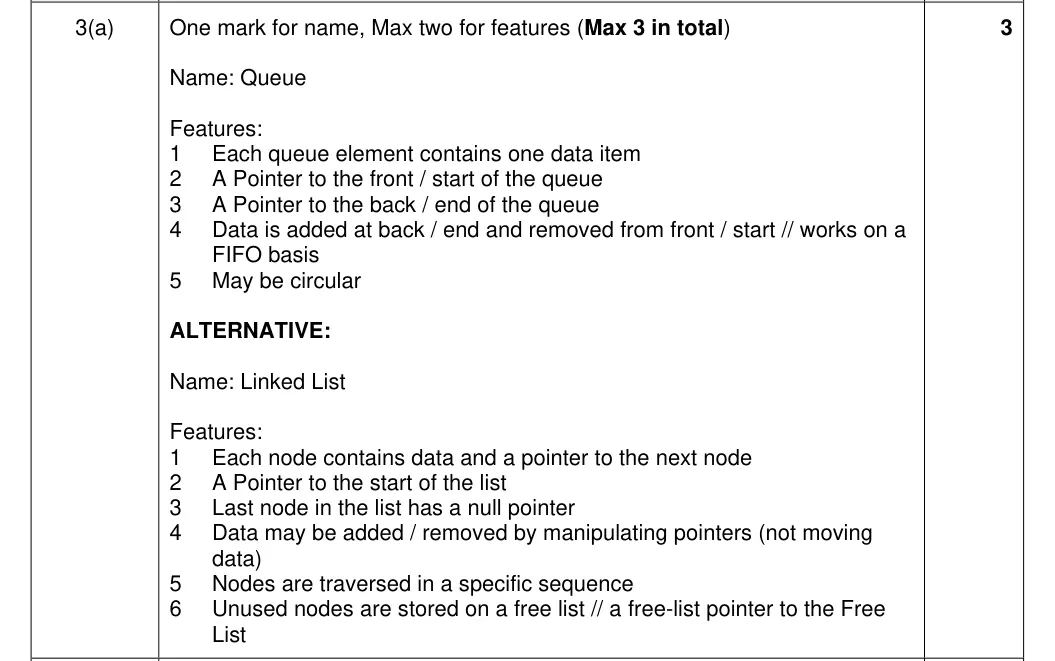 3(a) One mark for name, Max two for features (Max 3 in total) 3
Name: Queue
Features:
1 Each queue element contains one data item
2 A Pointer to the front / start of the queue
3 A Pointer to the back / end of the queue
4 Data is added at back / end and removed from front / start // works on a
FIFO basis
5 May be circular
ALTERNATIVE:
Name: Linked List
Features:
1 Each node contains data and a pointer to the next node
2 A Pointer to the start of the list
3 Last node in the list has a null pointer
4 Data may be added / removed by manipulating pointers (not moving
data)
5 Nodes are traversed in a specific sequence
6 Unused nodes are stored on a free list // a free-list pointer to the Free
List